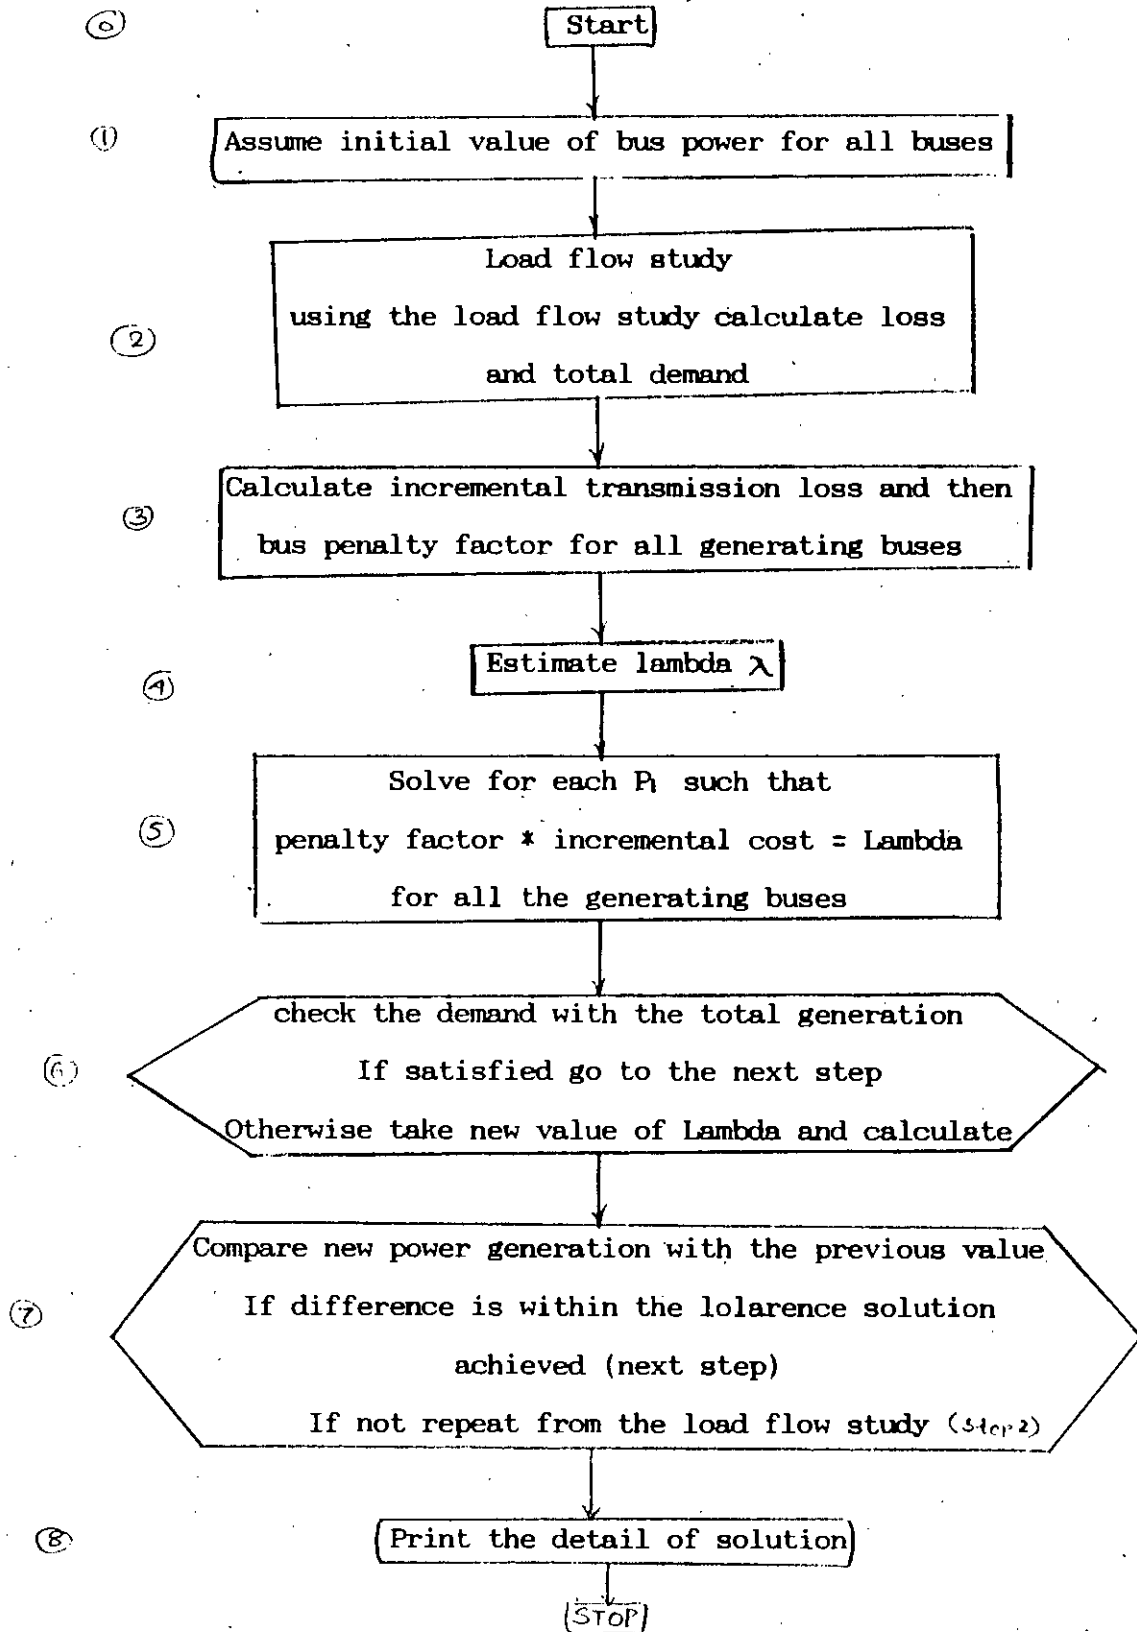 0
Start
1
Assume initial value of bus power for all buses
Load flow study
using the load flow study calculate loss
2
and total demand
Calculate incremental transmission loss and then
3
bus penalty factor for all generating buses
Estimate lambda λ
4
Solve for each Pi such that
5
penalty factor * incremental cost = Lambda
for all the generating buses
check the demand with the total generation
6
If satisfied go to the next step
Otherwise take new value of Lambda and calculate
Compare new power generation with the previous value
7
If difference is within the lolarence solution
achieved (next step)
If not repeat from the load flow study (Step 2)
8
Print the detail of solution
STOP